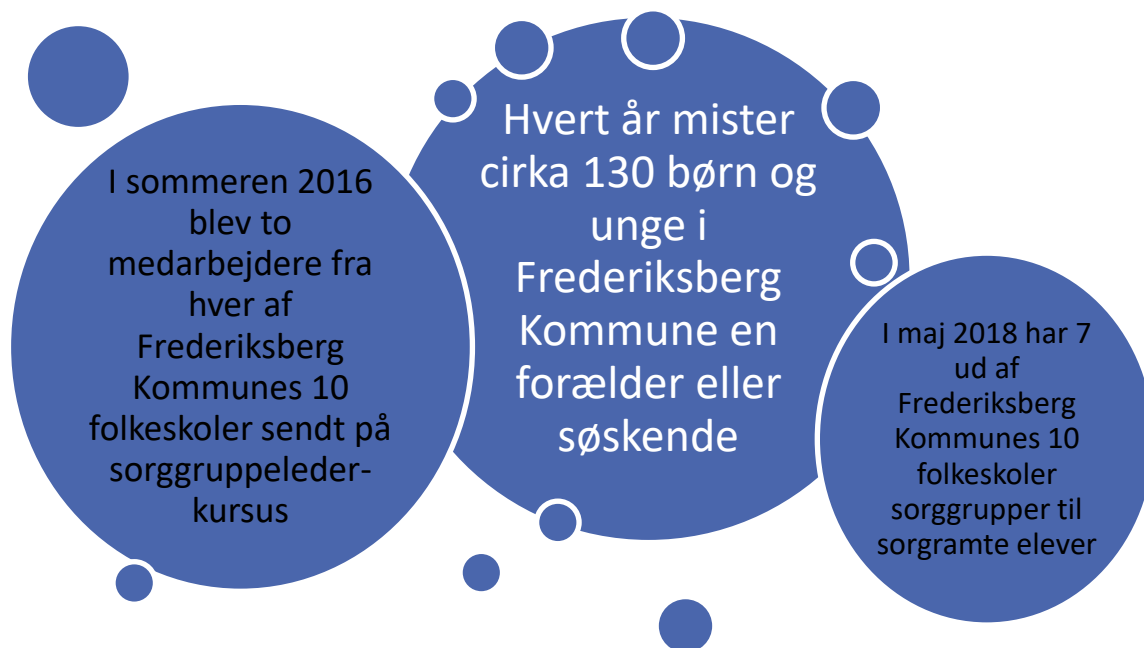 I sommeren 2016
blev to
medarbejdere fra
hver af
Frederiksberg
Kommunes 10
folkeskoler sendt på
sorggruppeleder-
kursus
Hvert år mister
cirka 130 børn og
unge i
Frederiksberg
Kommune en
forælder eller
søskende
I maj 2018 har 7
ud af
Frederiksberg
Kommunes 10
folkeskoler
sorggrupper til
sorgramte elever